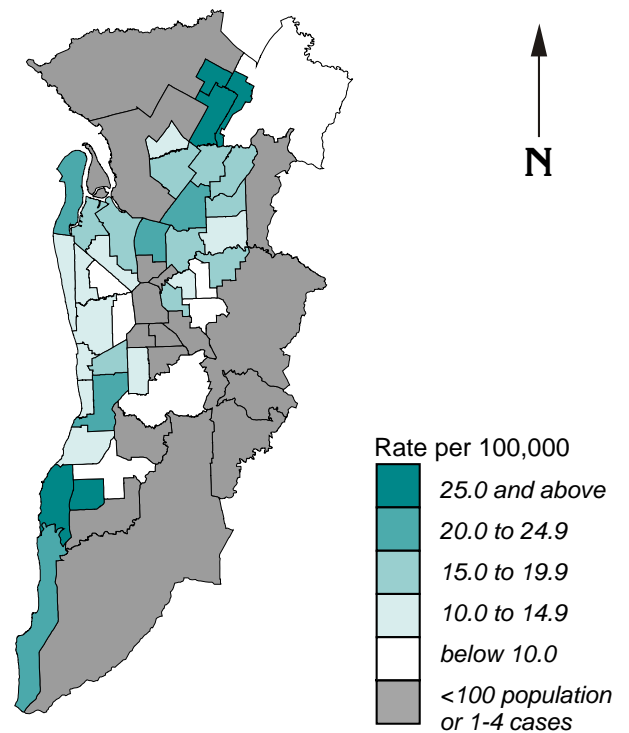 N
Rate per 100,000
25.0 and above
20.0 to 24.9
15.0 to 19.9
10.0 to 14.9
below 10.0
<100 population
or 1-4 cases